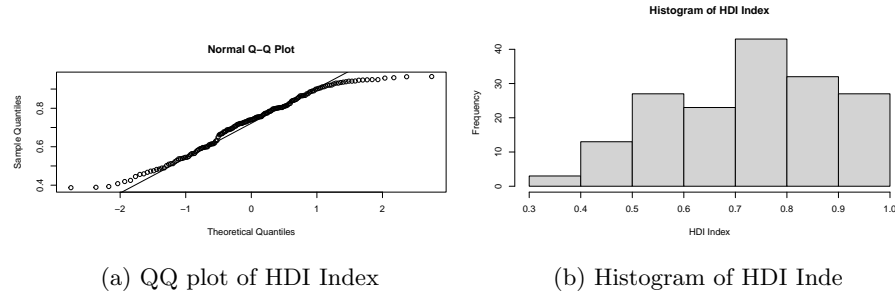 Normal Q−Q Plot
Sample Quantiles
0.4 0.6 0.8
−2 −1 0 1 2
Theoretical Quantiles
(a) QQ plot of HDI Index
Histogram of HDI Index
Frequency
0 10 20 30 40
0.3 0.4 0.5 0.6 0.7 0.8 0.9 1.0
HDI Index
(b) Histogram of HDI Inde